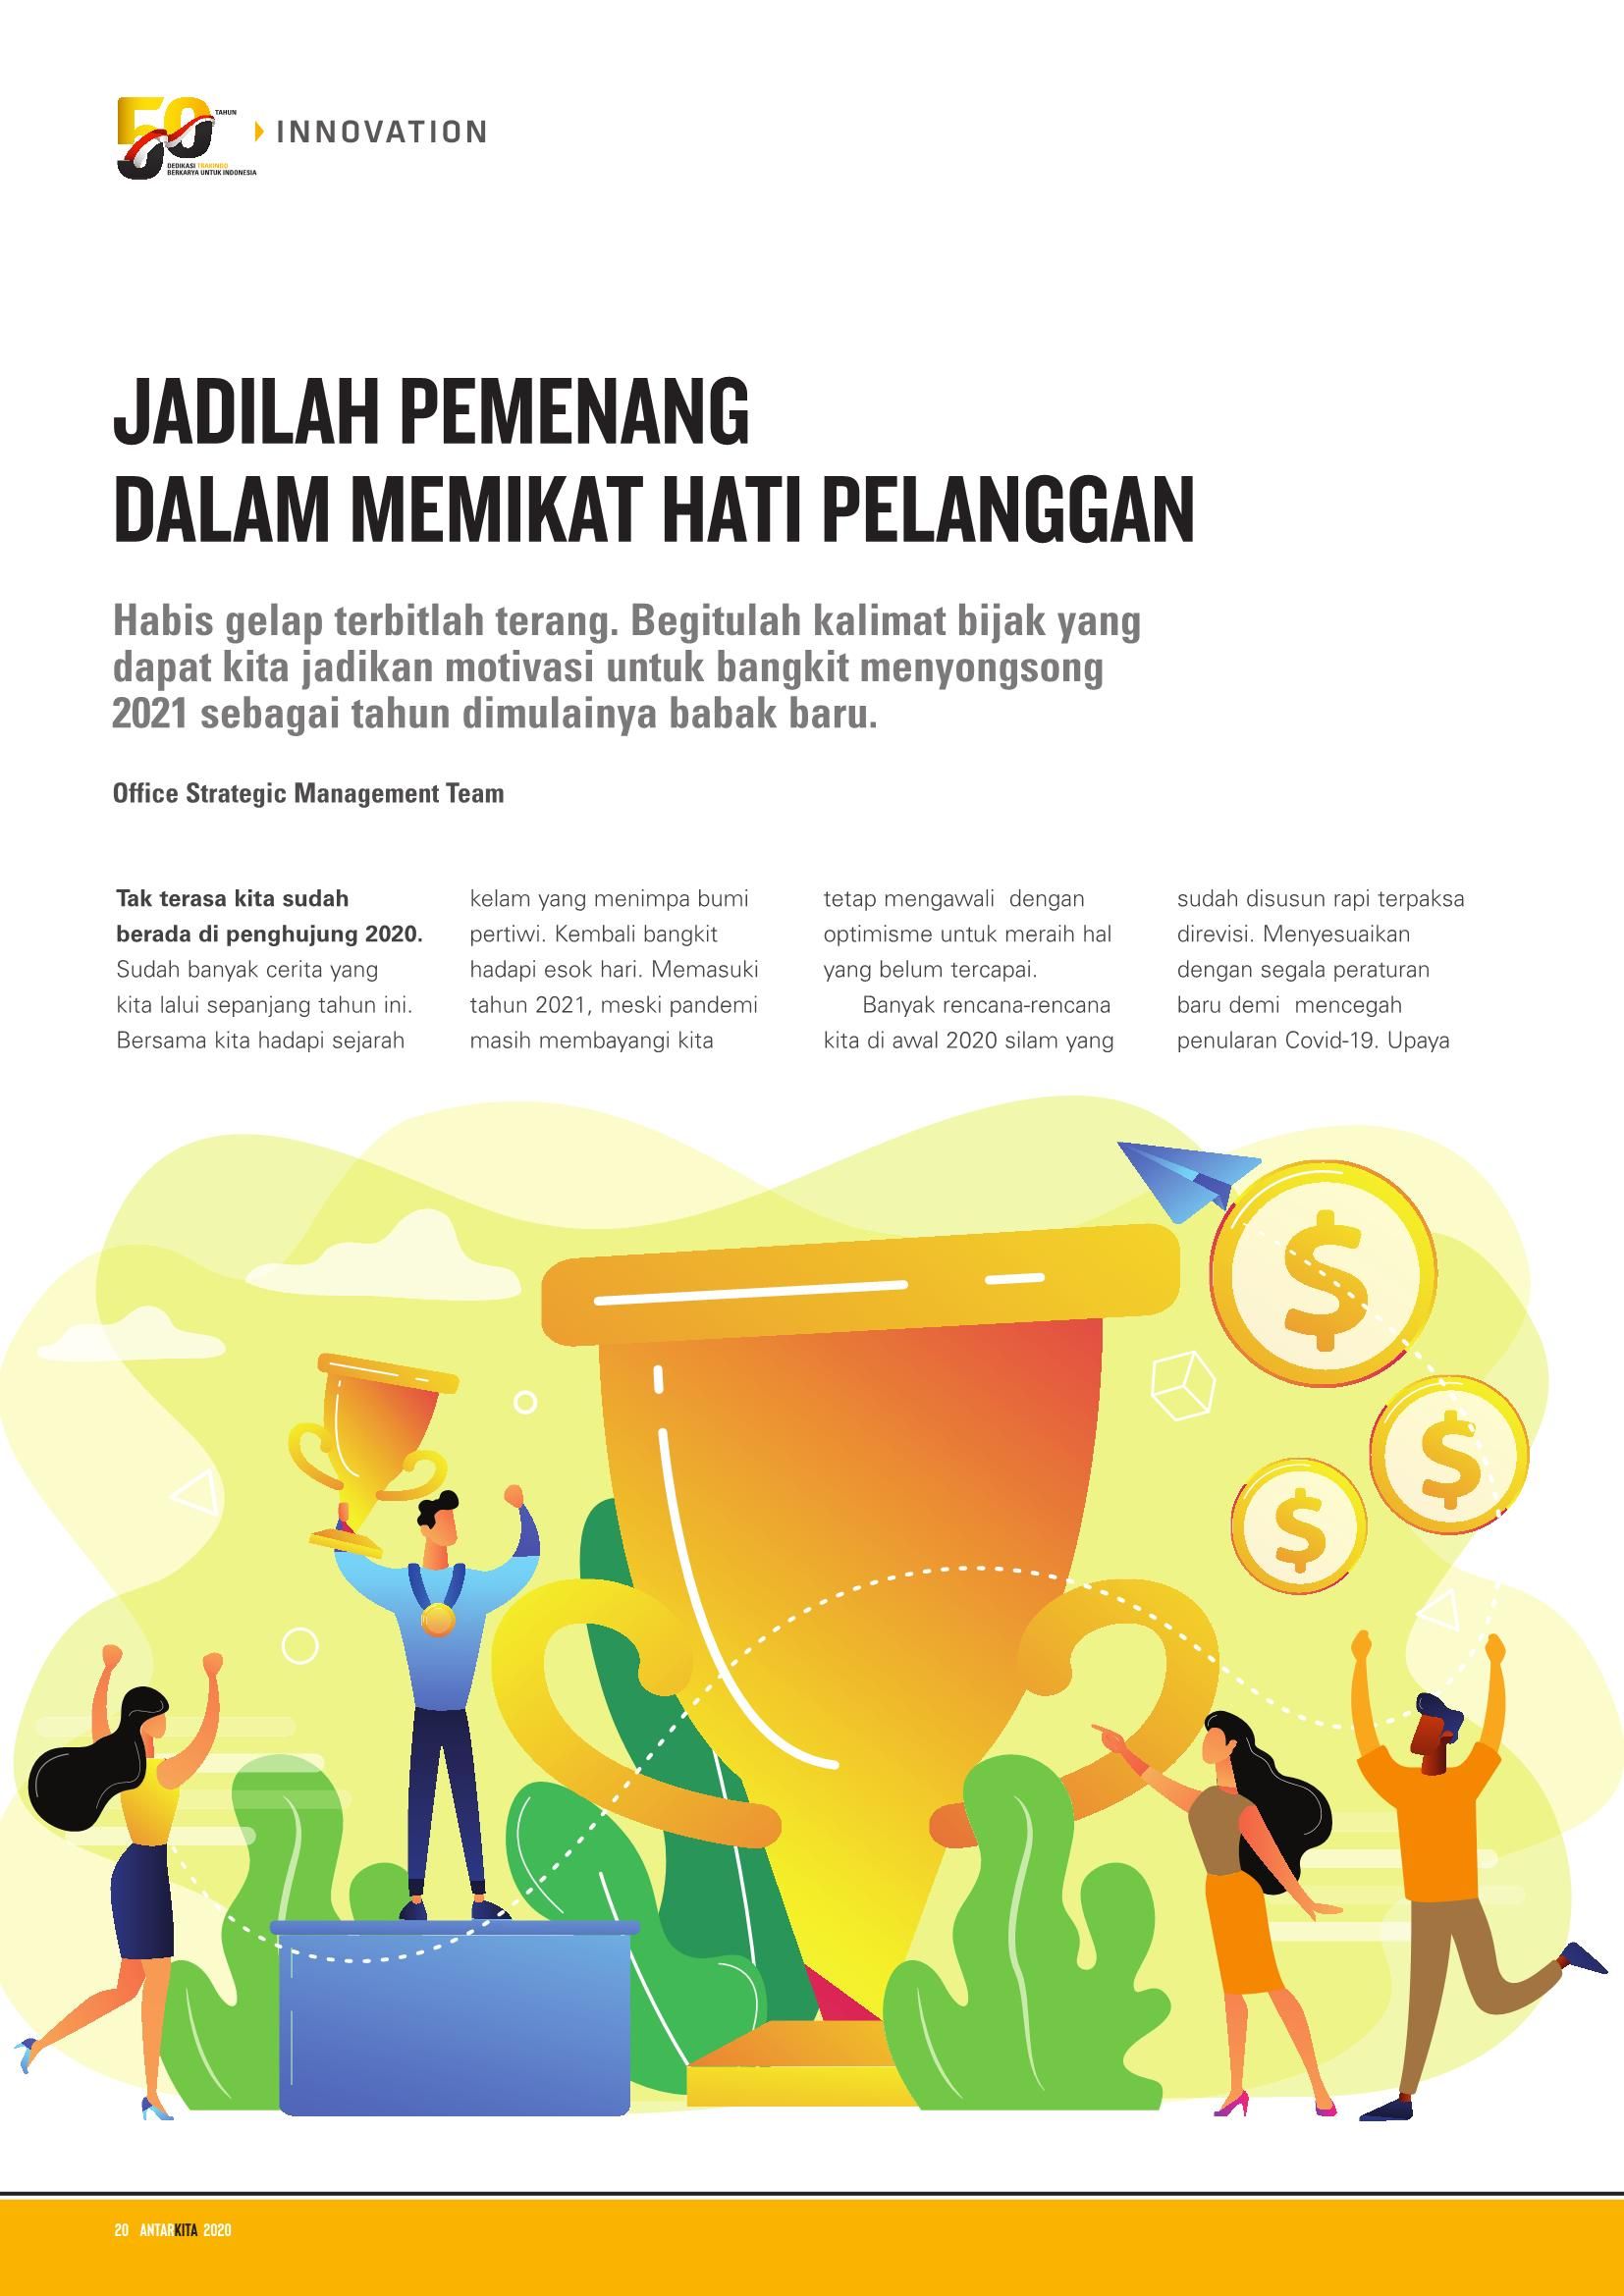 50 TAHUN
DEDIKASI TRAKINDO
BERKARYA UNTUK INDONESIA
INNOVATION
JADILAH PEMENANG
DALAM MEMIKAT HATI PELANGGAN
Habis gelap terbitlah terang. Begitulah kalimat bijak yang
dapat kita jadikan motivasi untuk bangkit menyongsong
2021 sebagai tahun dimulainya babak baru.
Office Strategic Management Team
Tak terasa kita sudah
berada di penghujung 2020.
Sudah banyak cerita yang
kita lalui sepanjang tahun ini.
Bersama kita hadapi sejarah
kelam yang menimpa bumi
pertiwi. Kembali bangkit
hadapi esok hari. Memasuki
tahun 2021, meski pandemi
masih membayangi kita
tetap mengawali  dengan
optimisme untuk meraih hal
yang belum tercapai.
Banyak rencana-rencana
kita di awal 2020 silam yang
sudah disusun rapi terpaksa
direvisi. Menyesuaikan
dengan segala peraturan
baru demi  mencegah
penularan Covid-19. Upaya
$
$
$
20 ANTARKITA 2020